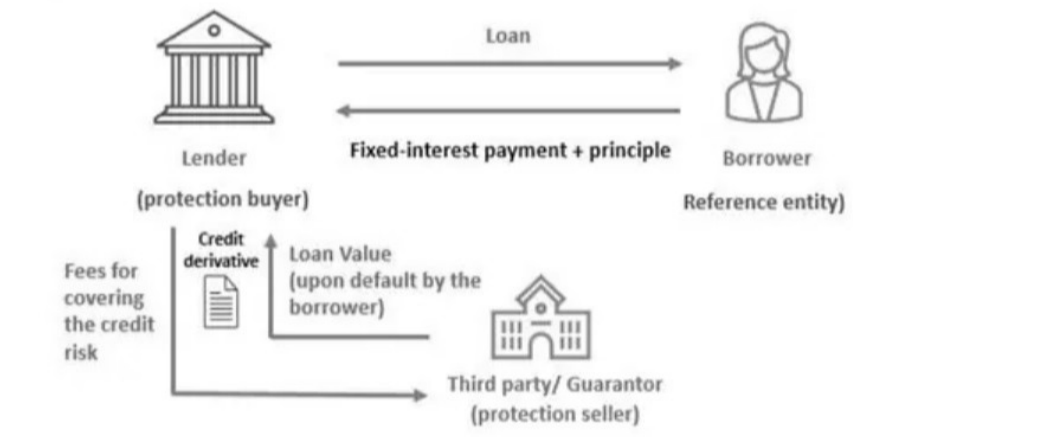 Loan
Fixed-interest payment + principle
Lender
(protection buyer)
Borrower
Reference entity)
Fees for
covering
the credit
risk
Credit
derivative
Loan Value
(upon default by the
borrower)
Third party/ Guarantor
(protection seller)